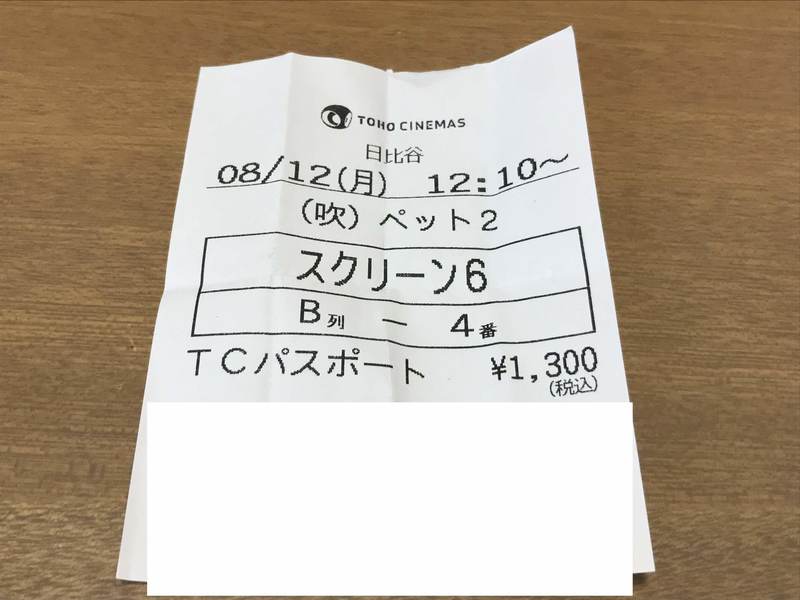 TOHO CINEMAS
日比谷
08/12(月) 12:10〜
(吹) ペット2
スクリーン6
B列 ー 4番
TCパスポート ¥1,300
(税込)